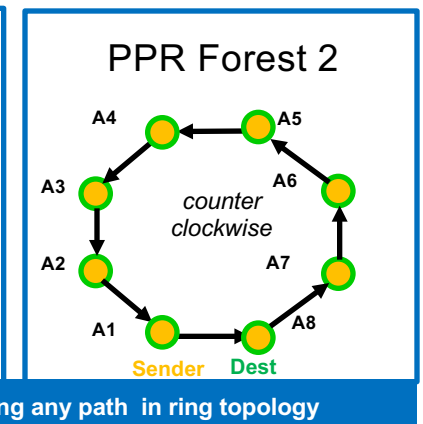 PPR Forest 2
A4
A5
A3
A6
counter
clockwise
A2
A7
A1
A8
Sender Dest
any path in ring topology